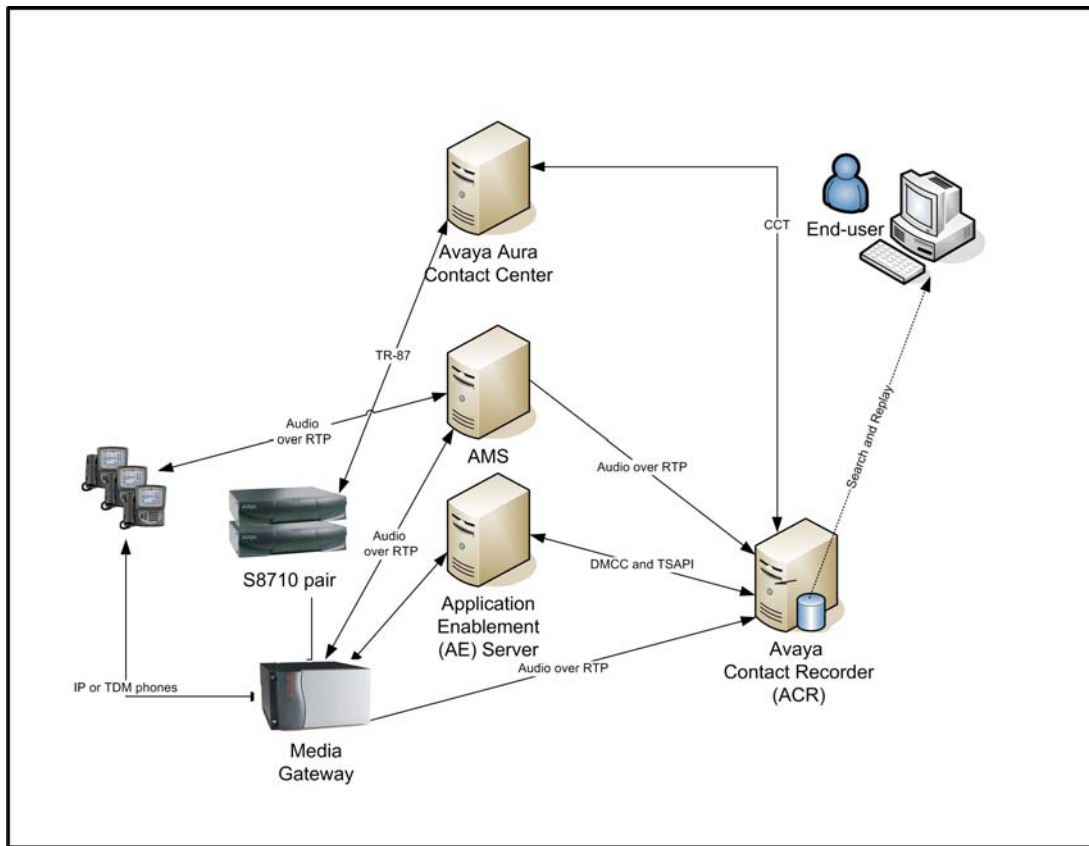 Avaya Aura
Contact Center
CCT
End-user
TR-87
Search and Replay
Audio
over RTP
AMS
Audio over RTP
Audio
over RTP
S8710 pair
DMCC and TSAPI
Application
Enablement
(AE) Server
Avaya
Contact Recorder
(ACR)
Audio over RTP
IP or TDM phones
Media
Gateway